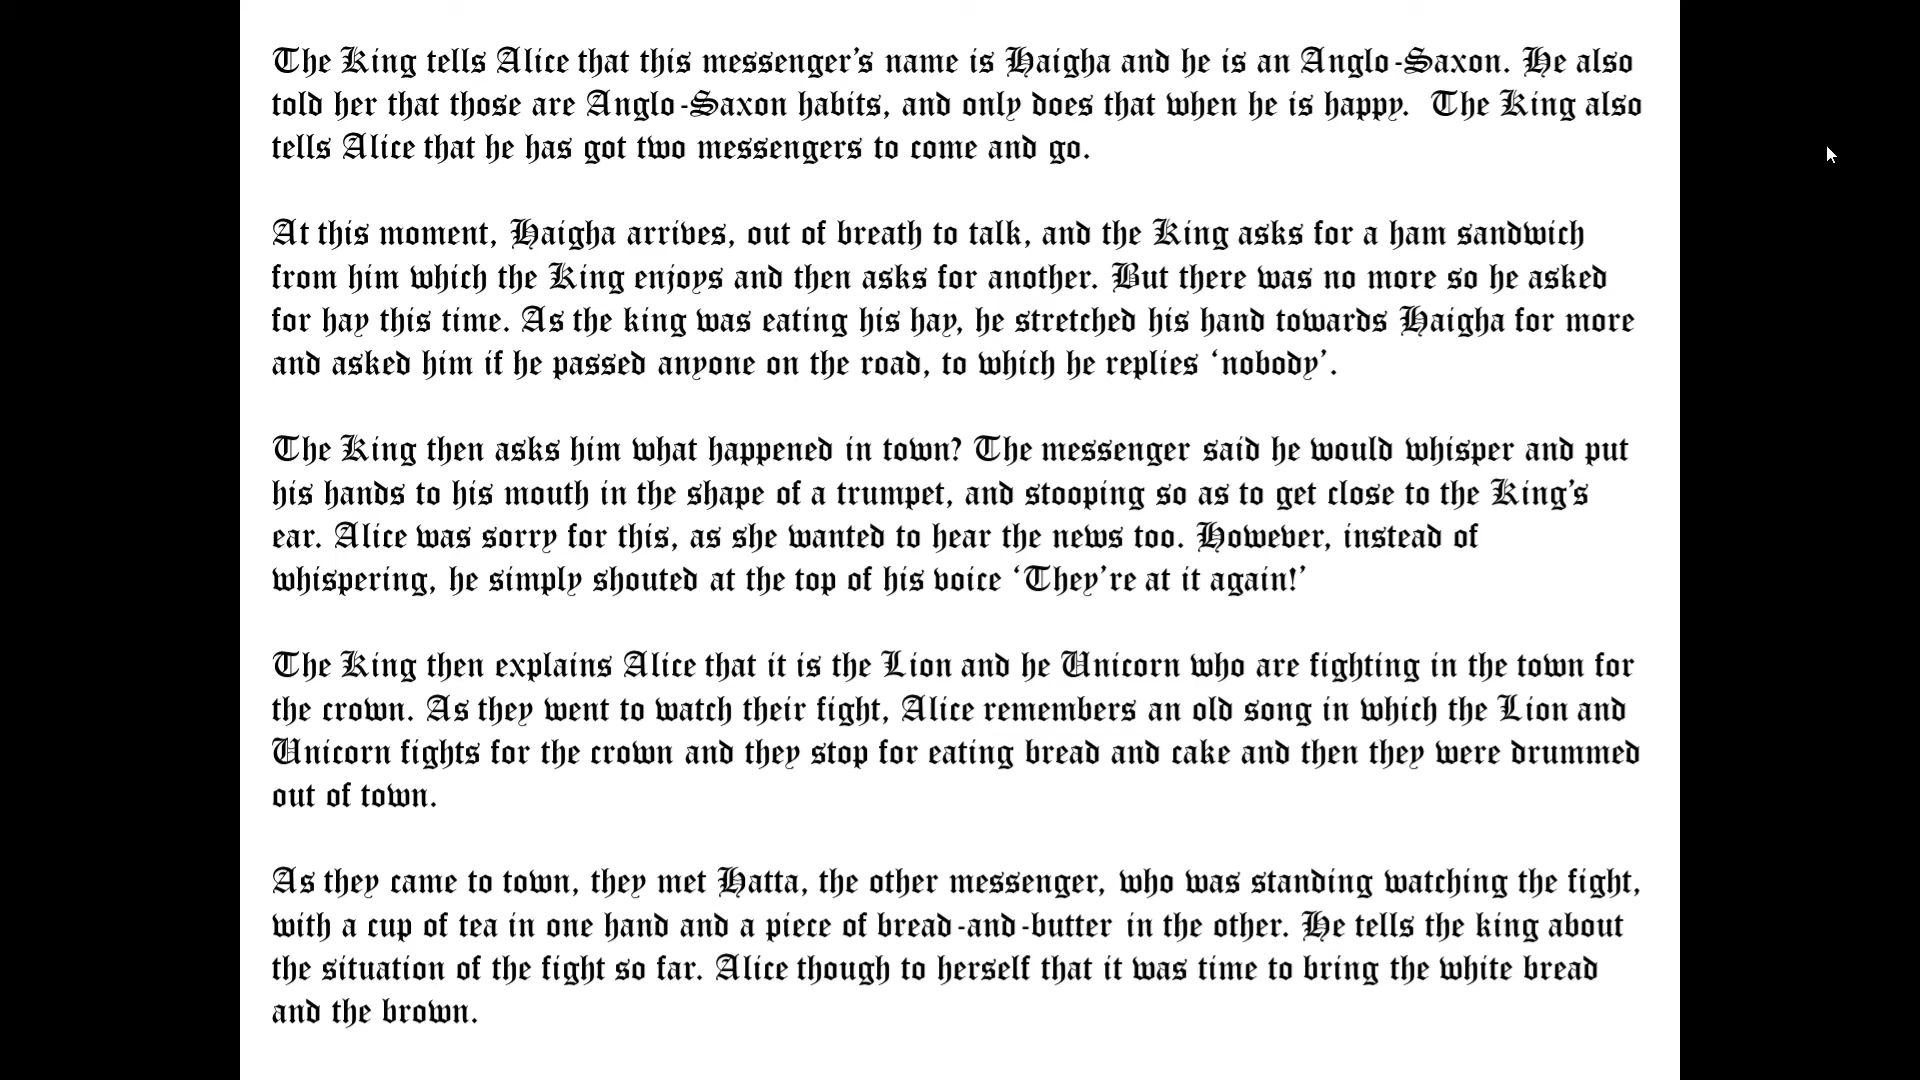 The King tells Alice that this messenger’s name is Haigha and he is an Anglo-Saxon. He also
told her that those are Anglo-Saxon habits, and only does that when he is happy.  The King also
tells Alice that he has got two messengers to come and go.
At this moment, Haigha arrives, out of breath to talk, and the King asks for a ham sandwich
from him which the King enjoys and then asks for another. But there was no more so he asked
for hay this time. As the king was eating his hay, he stretched his hand towards Haigha for more
and asked him if he passed anyone on the road, to which he replies ‘nobody’.
The King then asks him what happened in town? The messenger said he would whisper and put
his hands to his mouth in the shape of a trumpet, and stooping so as to get close to the King’s
ear. Alice was sorry for this, as she wanted to hear the news too. However, instead of
whispering, he simply shouted at the top of his voice ‘They’re at it again!’
The King then explains Alice that it is the Lion and he Unicorn who are fighting in the town for
the crown. As they went to watch their fight, Alice remembers an old song in which the Lion and
Unicorn fights for the crown and they stop for eating bread and cake and then they were drummed
out of town.
As they came to town, they met Hatta, the other messenger, who was standing watching the fight,
with a cup of tea in one hand and a piece of bread-and-butter in the other. He tells the king about
the situation of the fight so far. Alice though to herself that it was time to bring the white bread
and the brown.